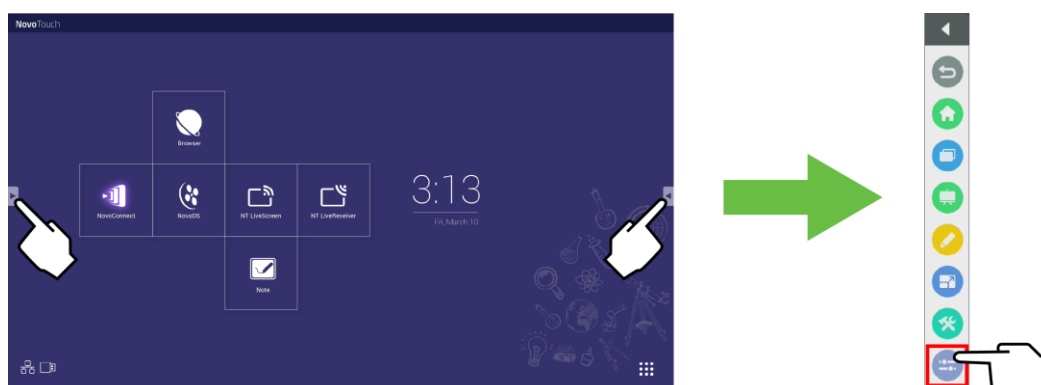 NovoTouch
Browser
NovoConnect
NovoDS
NT LiveScreen
NT LiveReceiver
3:13
Fri, March 10
Note